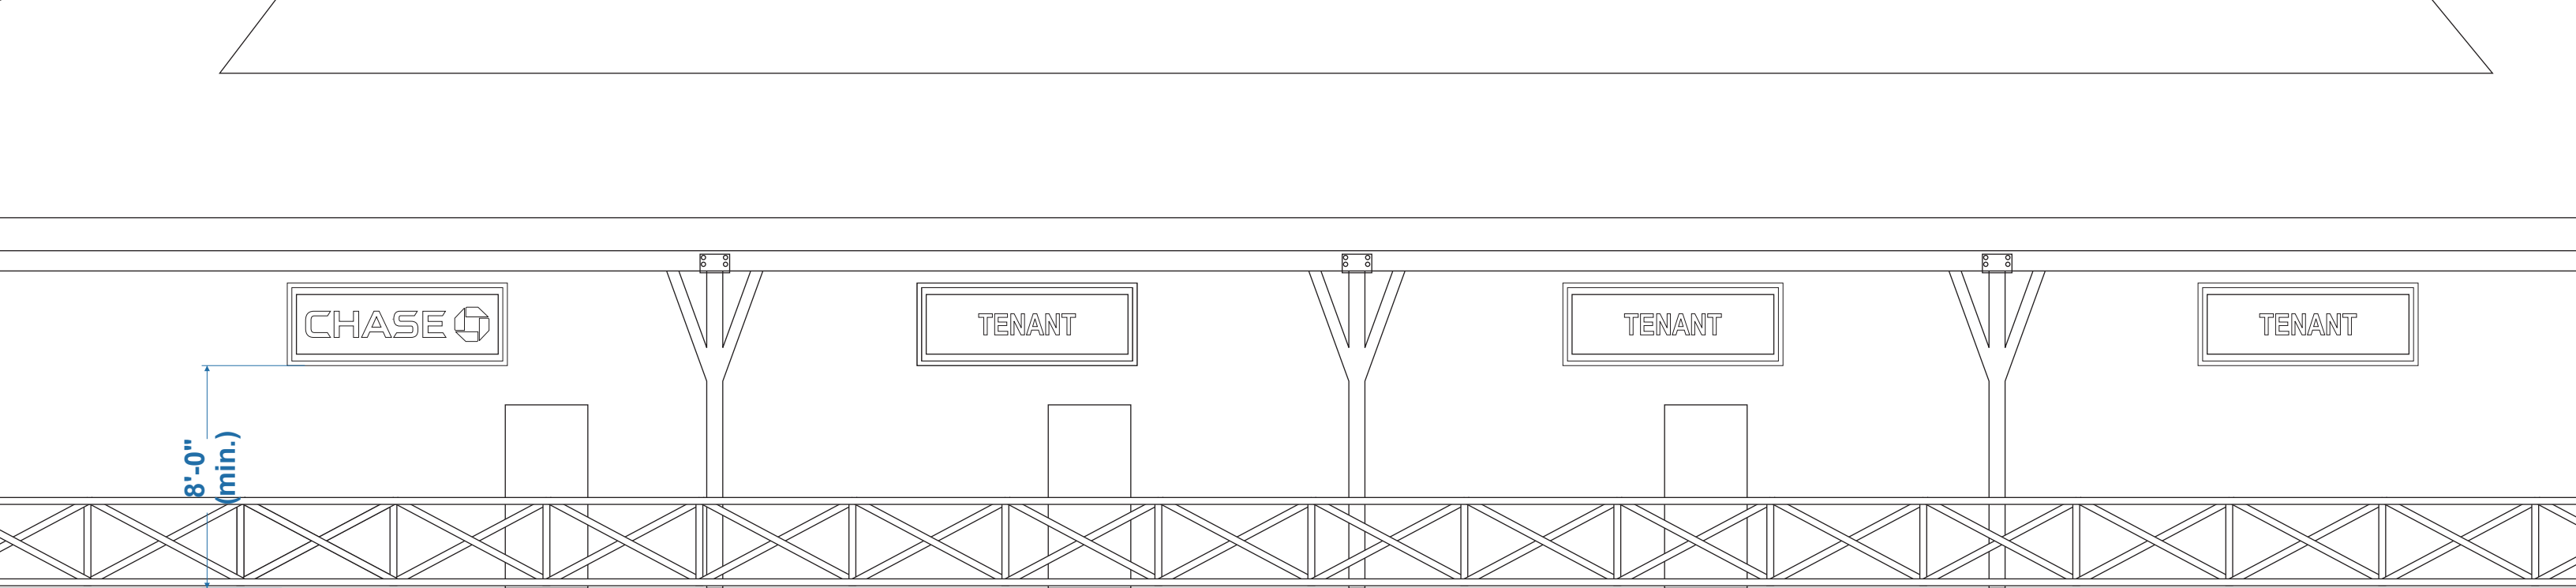 CHASE
TENANT
TENANT
TENANT
8'-0"
(min.)